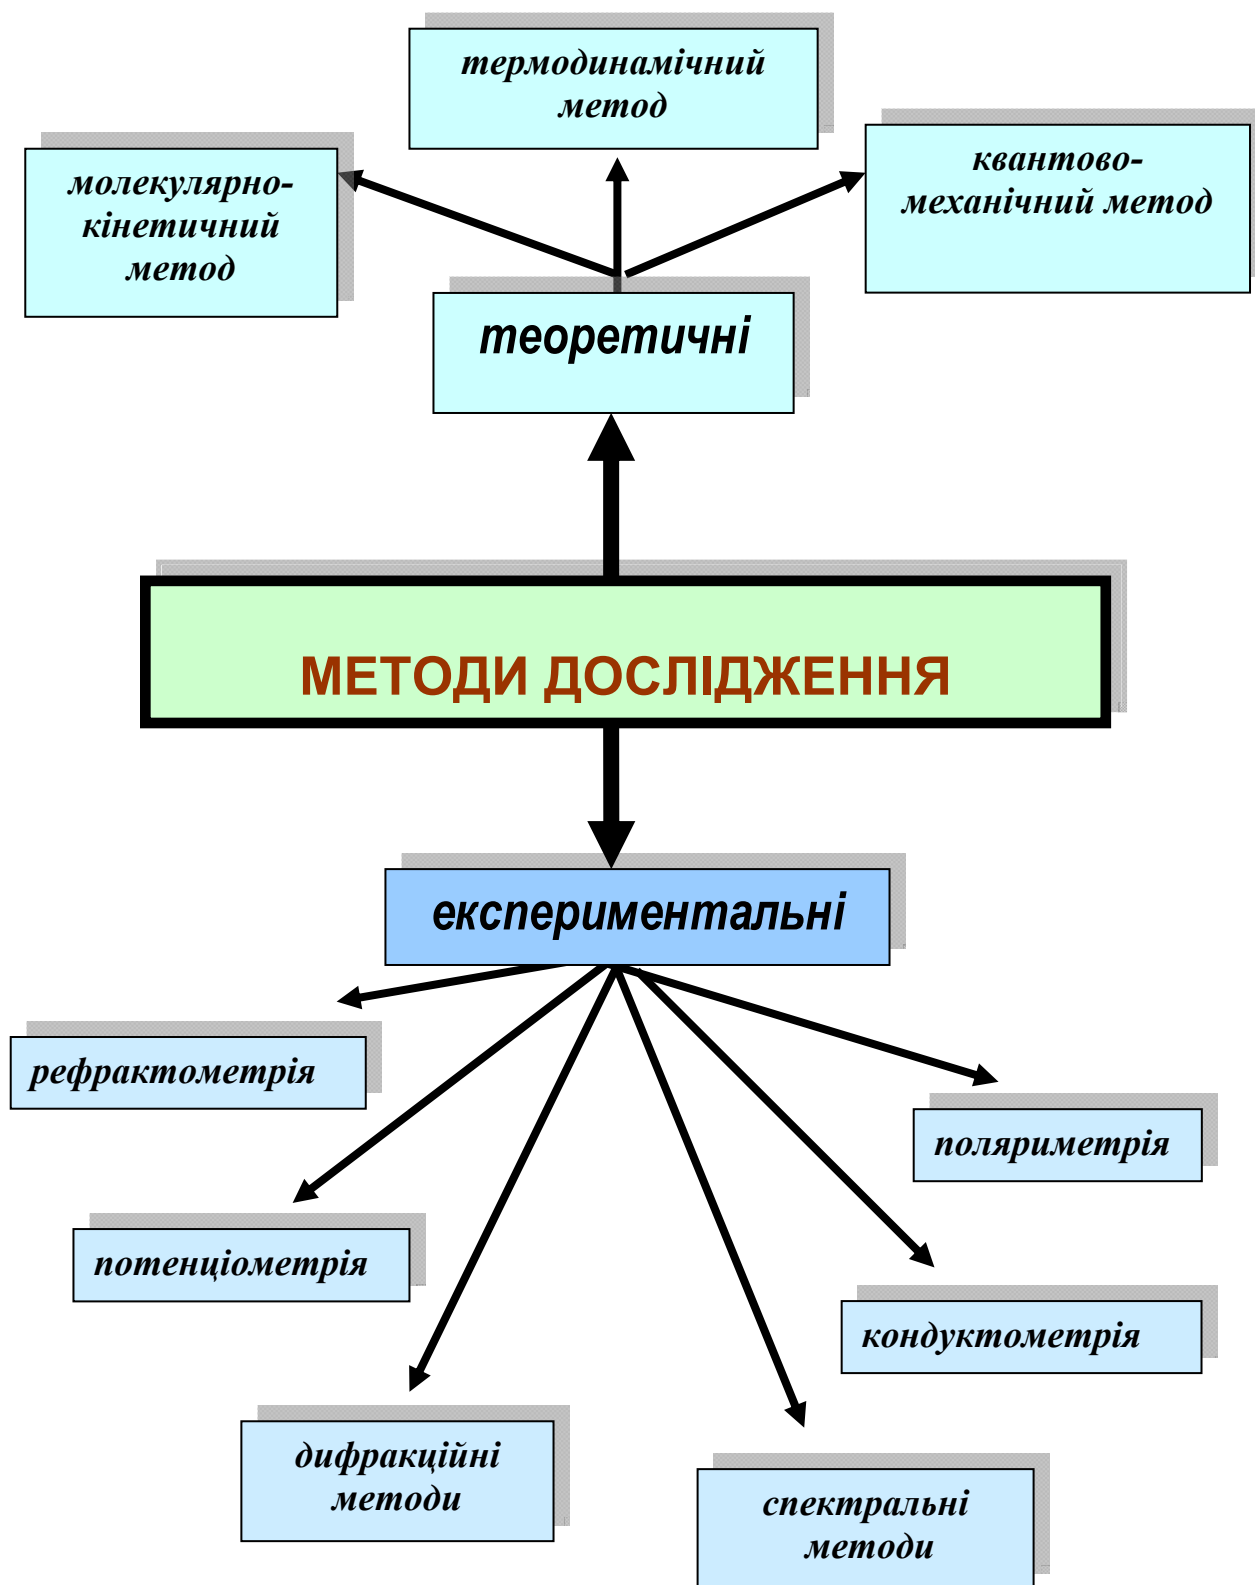 термодинамічний
метод
молекулярно-
кінетичний
метод
квантово-
механічний метод
теоретичні
МЕТОДИ ДОСЛІДЖЕННЯ
експериментальні
рефрактометрія
поляриметрія
потенціометрія
кондуктометрія
дифракційні
методи
спектральні
методи